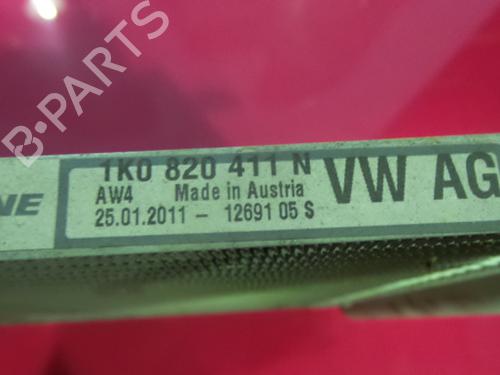 B-PARTS
NE
1K0 820 411 N
VW AG
AW4 Made in Austria
25.01.2011 - 12691 05 S